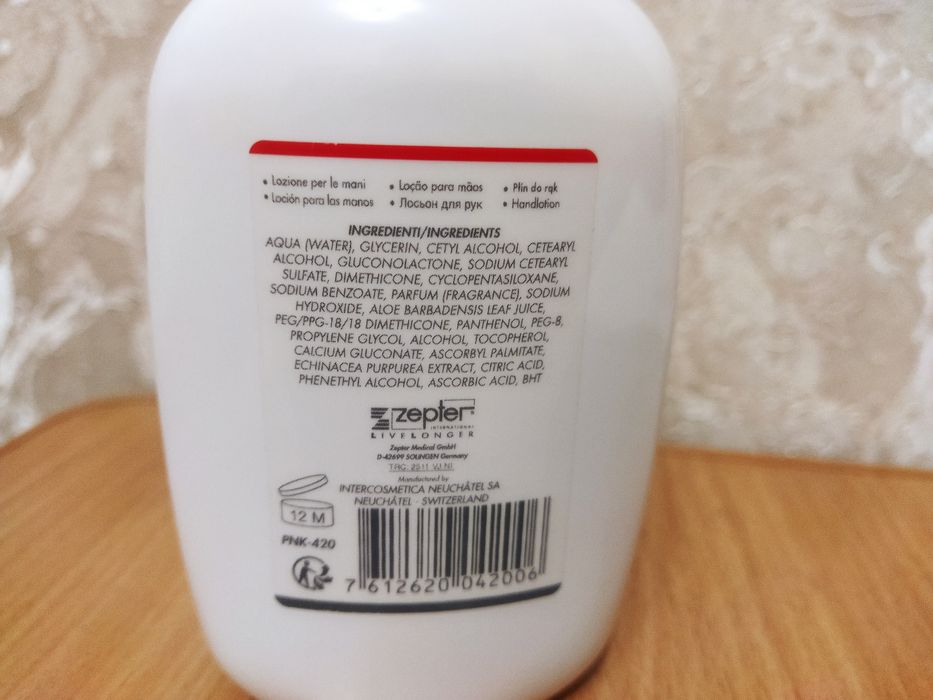 • Lozione per le mani • Loção para mãos • Płin do rąk
• Loción para las manos • Лосьон для рук • Handlotion
INGREDIENTI/INGREDIENTS
AQUA (WATER), GLYCERIN, CETYL ALCOHOL, CETEARYL
ALCOHOL, GLUCONOLACTONE, SODIUM CETEARYL
SULFATE, DIMETHICONE, CYCLOPENTASILOXANE,
SODIUM BENZOATE, PARFUM (FRAGRANCE), SODIUM
HYDROXIDE, ALOE BARBADENSIS LEAF JUICE,
PEG/PPG-18/18 DIMETHICONE, PANTHENOL, PEG-8,
PROPYLENE GLYCOL, ALCOHOL, TOCOPHEROL,
CALCIUM GLUCONATE, ASCORBYL PALMITATE,
ECHINACEA PURPUREA EXTRACT, CITRIC ACID,
PHENETHYL ALCOHOL, ASCORBIC ACID, BHT
zepter
INTERNATIONAL
LIVE LONGER
Zepter Medical GmbH
D-42699 SOLINGEN Germany
Manufactured by
INTERCOSMETICA NEUCHÂTEL SA
NEUCHÂTEL - SWITZERLAND
12 M
PNK-420
7 612620 042006